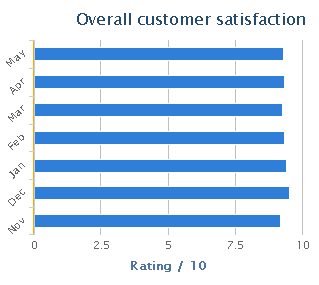 Overall customer satisfaction
May
Apr
Mar
Feb
Jan
Dec
Nov
0 2.5 5 7.5 10
Rating / 10